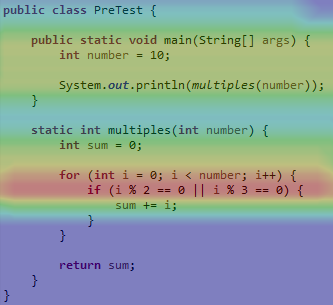 public class PreTest {
public static void main(String[] args) {
int number = 10;
System.out.println(multiples(number));
}
static int multiples(int number) {
int sum = 0;
for (int i = 0; i < number; i++) {
if (i % 2 == 0 || i % 3 == 0) {
sum += i;
}
}
return sum;
}
}